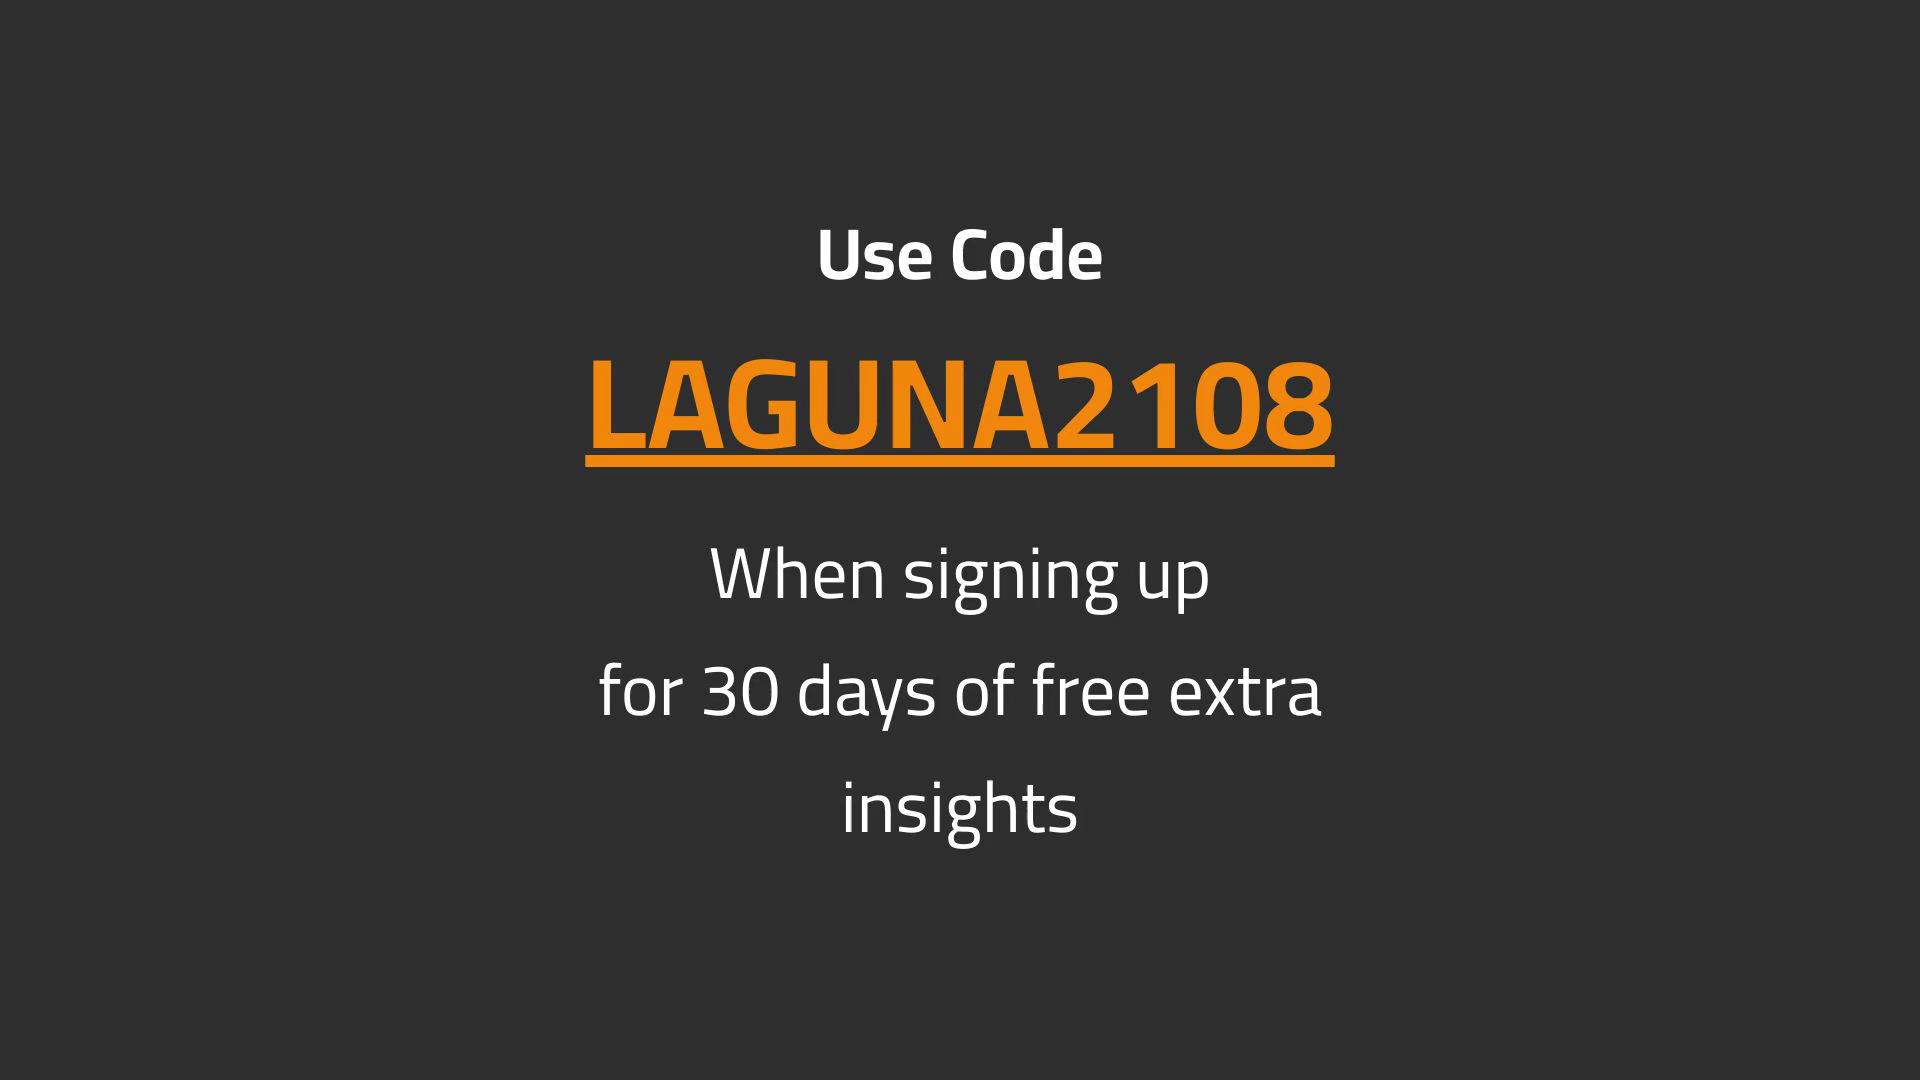 Use Code
LAGUNA2108
When signing up
for 30 days of free extra
insights